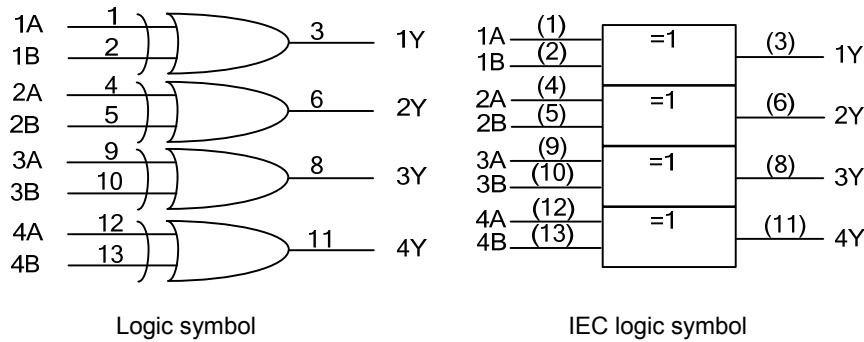 1A 1 3 1Y
1B 2
2A 4 6 2Y
2B 5
3A 9 8 3Y
3B 10
4A 12 11 4Y
4B 13
Logic symbol
1A (1) =1 (3) 1Y
1B (2)
2A (4) =1 (6) 2Y
2B (5)
3A (9) =1 (8) 3Y
3B (10)
4A (12) =1 (11) 4Y
4B (13)
IEC logic symbol